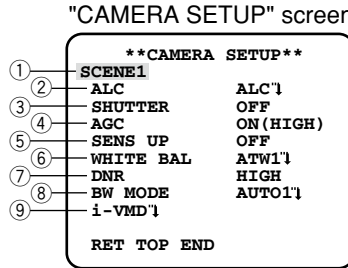 "CAMERA SETUP" screen
**CAMERA SETUP**
① SCENE1
② ALC ALC↴
③ SHUTTER OFF
④ AGC ON(HIGH)
⑤ SENS UP OFF
⑥ WHITE BAL ATW1↴
⑦ DNR HIGH
⑧ BW MODE AUTO1↴
⑨ i-VMD↴
RET TOP END